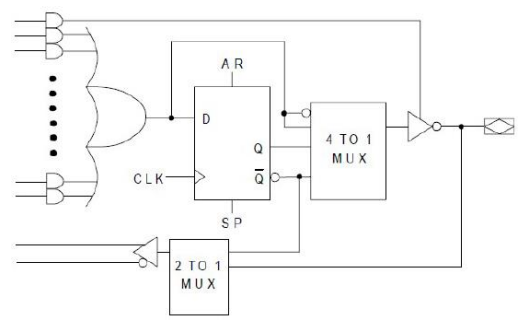 AR
D
Q
4 TO 1
MUX
CLK
Q̅
SP
2 TO 1
MUX